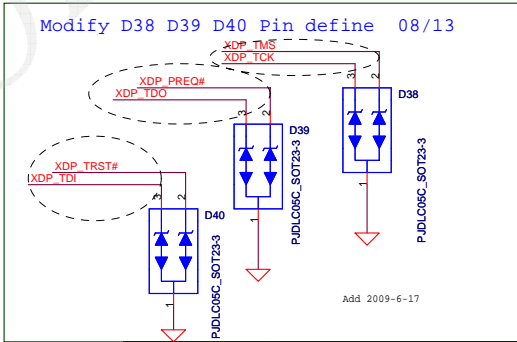 Modify D38 D39 D40 Pin define 08/13
XDP_TMS
XDP_TCK
3
2
D38
PJDLC05C_SOT23-3
1
XDP_PREQ#
XDP_TDO
3
2
D39
PJDLC05C_SOT23-3
1
XDP_TRST#
XDP_TDI
3
2
D40
PJDLC05C_SOT23-3
1
Add 2009-6-17